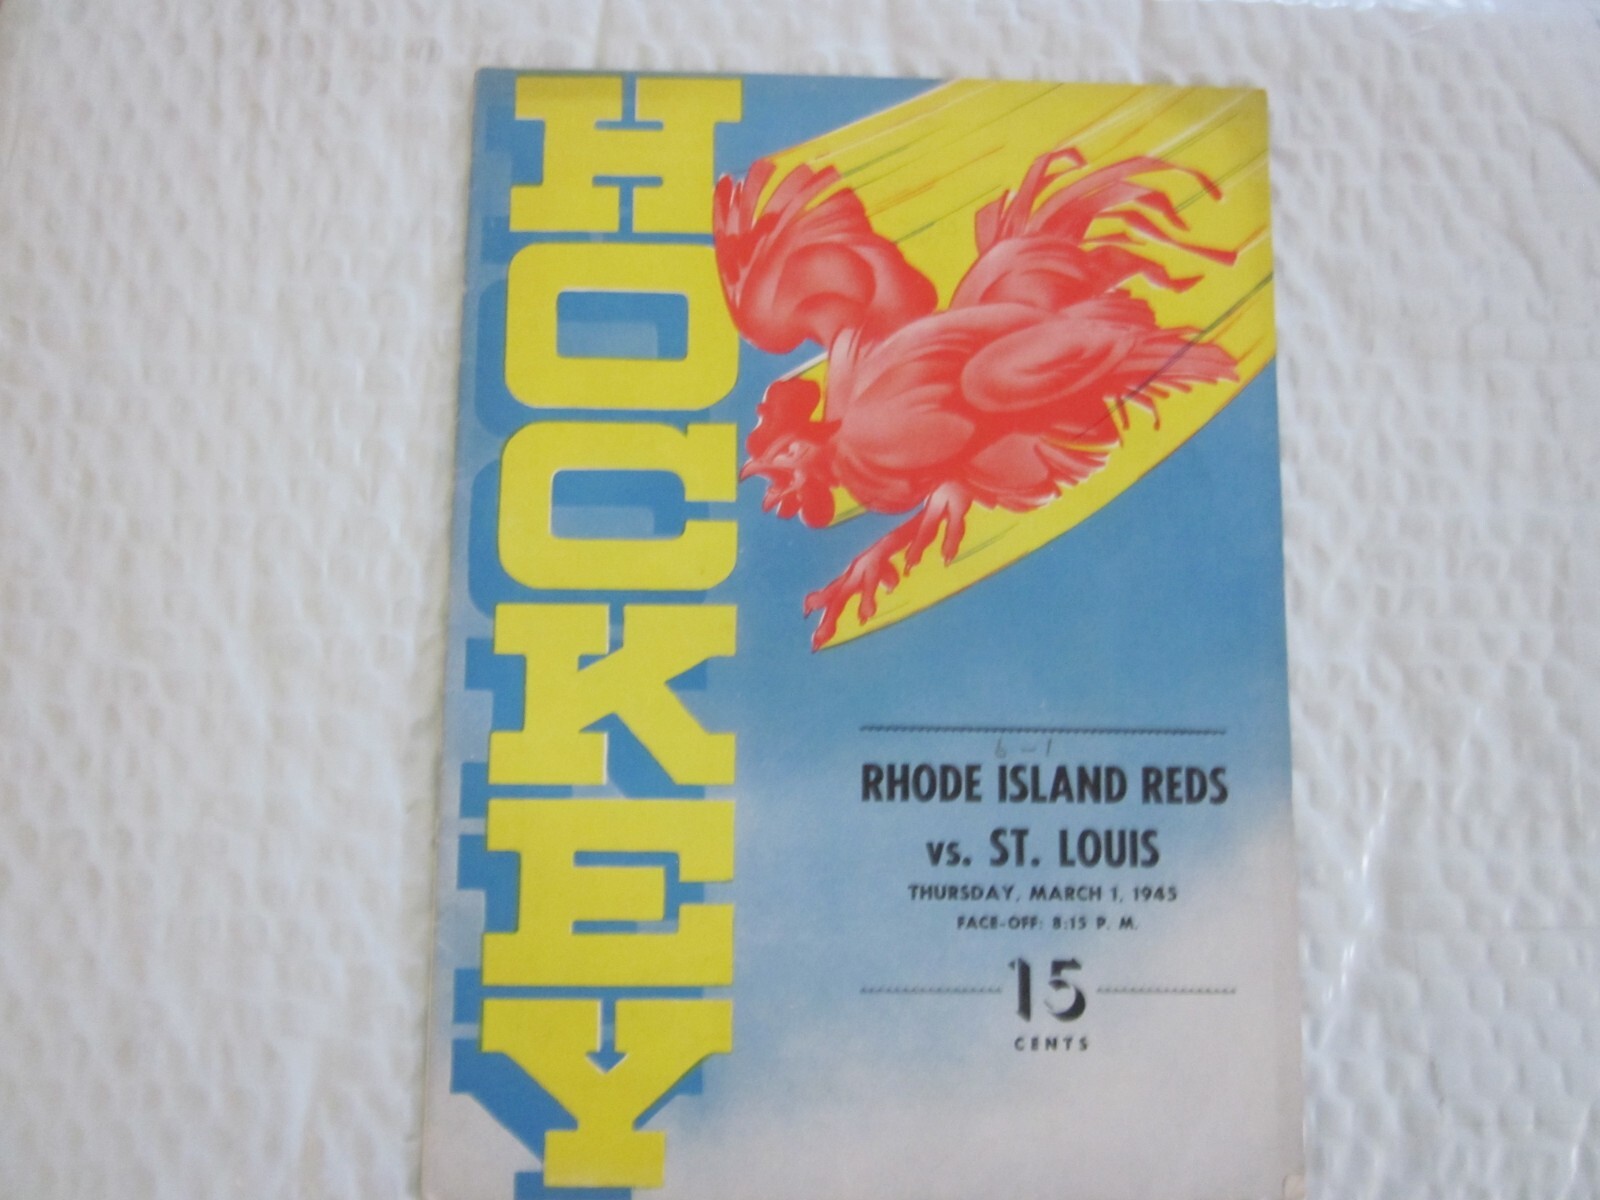 HOCKEY
6-1
RHODE ISLAND REDS
vs. ST. LOUIS
THURSDAY, MARCH 1, 1945
FACE-OFF: 8:15 P. M.
15
CENTS